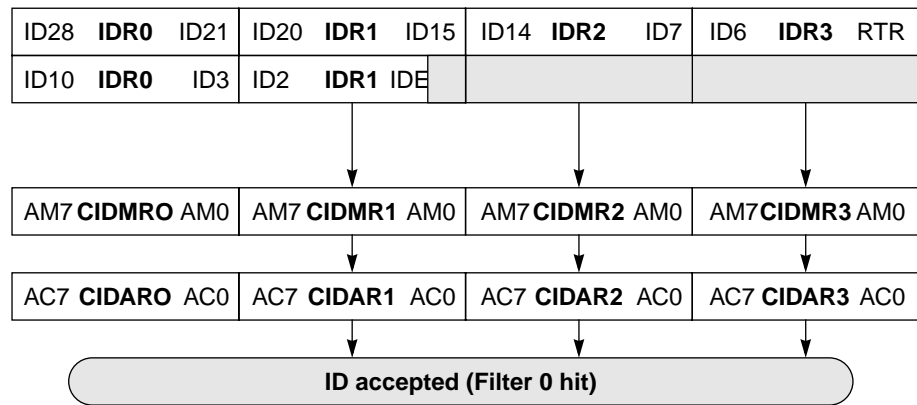 ID28 IDR0 ID21 ID20 IDR1 ID15 ID14 IDR2 ID7 ID6 IDR3 RTR
ID10 IDR0 ID3 ID2 IDR1 IDE
AM7 CIDMRO AM0 AM7 CIDMR1 AM0 AM7 CIDMR2 AM0 AM7 CIDMR3 AM0
AC7 CIDARO AC0 AC7 CIDAR1 AC0 AC7 CIDAR2 AC0 AC7 CIDAR3 AC0
ID accepted (Filter 0 hit)